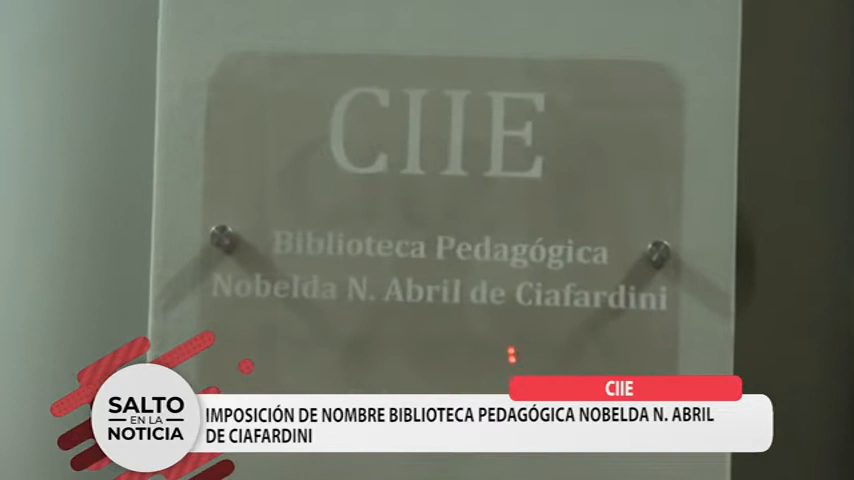 CIIE
Biblioteca Pedagógica
Nobelda N. Abril de Ciafardini
CIIE
SALTO
EN LA
NOTICIA
IMPOSICIÓN DE NOMBRE BIBLIOTECA PEDAGÓGICA NOBELDA N. ABRIL
DE CIAFARDINI